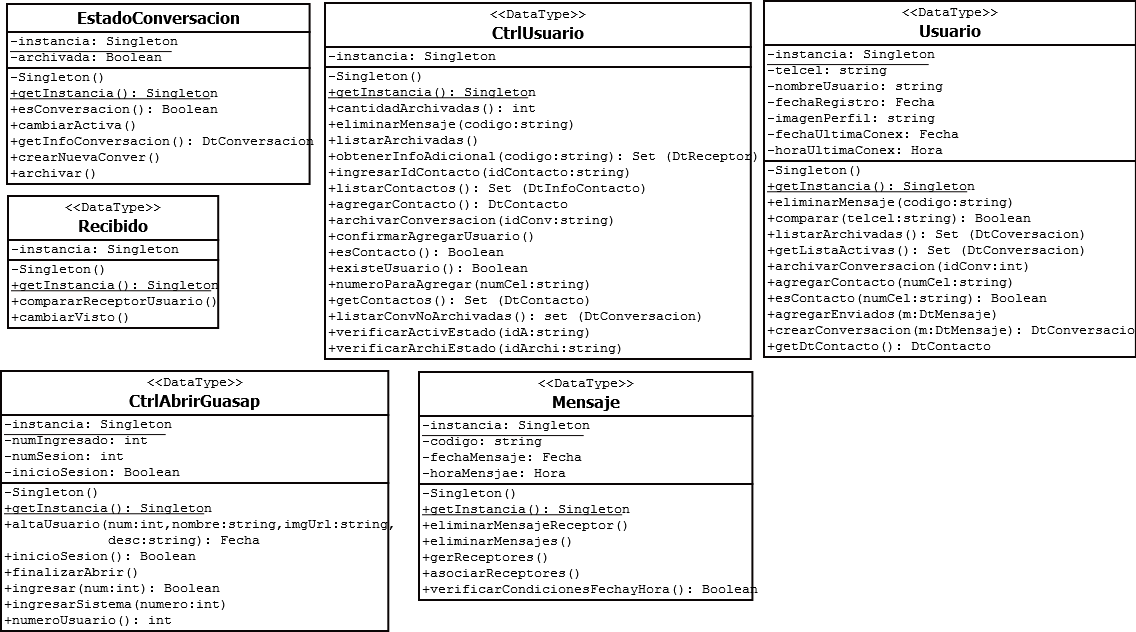 EstadoConversacion
-instancia: Singleton
-archivada: Boolean
-Singleton()
+getInstancia(): Singleton
+esConversacion(): Boolean
+cambiarActiva()
+getInfoConversacion(): DtConversacion
+crearNuevaConver()
+archivar()
<<DataType>>
CtrlUsuario
-instancia: Singleton
-Singleton()
+getInstancia(): Singleton
+cantidadArchivadas(): int
+eliminarMensaje(codigo:string)
+listarArchivadas()
+obtenerInfoAdicional(codigo:string): Set (DtReceptor)
+ingresarIdContacto(idContacto:string)
+listarContactos(): Set (DtInfoContacto)
+agregarContacto(): DtContacto
+archivarConversacion(idConv:string)
+confirmarAgregarUsuario()
+esContacto(): Boolean
+existeUsuario(): Boolean
+numeroParaAgregar(numCel:string)
+getContactos(): Set (DtContacto)
+listarConvNoArchivadas(): set (DtConversacion)
+verificarActivEstado(idA:string)
+verificarArchiEstado(idArchi:string)
<<DataType>>
Usuario
-instancia: Singleton
-telcel: string
-nombreUsuario: string
-fechaRegistro: Fecha
-imagenPerfil: string
-fechaUltimaConex: Fecha
-horaUltimaConex: Hora
-Singleton()
+getInstancia(): Singleton
+eliminarMensaje(codigo:string)
+comparar(telcel:string): Boolean
+listarArchivadas(): Set (DtCoversacion)
+getListaActivas(): Set (DtConversacion)
+archivarConversacion(idConv:int)
+agregarContacto(numCel:string)
+esContacto(numCel:string): Boolean
+agregarEnviados(m:DtMensaje)
+crearConversacion(m:DtMensaje): DtConversacio
+getDtContacto(): DtContacto
<<DataType>>
Recibido
-instancia: Singleton
-Singleton()
+getInstancia(): Singleton
+compararReceptorUsuario()
+cambiarVisto()
<<DataType>>
CtrlAbrirGuasap
-instancia: Singleton
-numIngresado: int
-numSesion: int
-inicioSesion: Boolean
-Singleton()
+getInstancia(): Singleton
+altaUsuario(num:int,nombre:string,imgUrl:string,
desc:string): Fecha
+inicioSesion(): Boolean
+finalizarAbrir()
+ingresar(num:int): Boolean
+ingresarSistema(numero:int)
+numeroUsuario(): int
<<DataType>>
Mensaje
-instancia: Singleton
-codigo: string
-fechaMensaje: Fecha
-horaMensjae: Hora
-Singleton()
+getInstancia(): Singleton
+eliminarMensajeReceptor()
+eliminarMensajes()
+gerReceptores()
+asociarReceptores()
+verificarCondicionesFechayHora(): Boolean